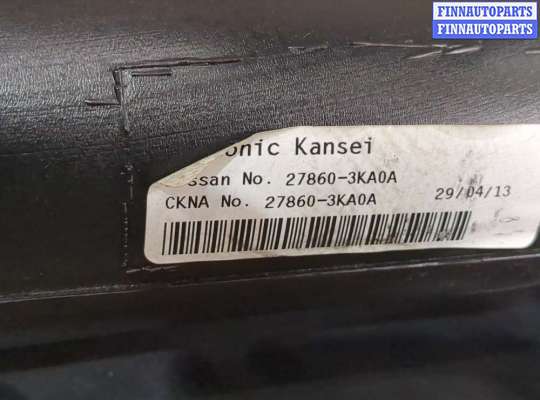 FINNAUTOPARTS
FINNAUTOPARTS
onic Kansei
ssan No. 27860-3KA0A
CKNA No. 27860-3KA0A 29/04/13